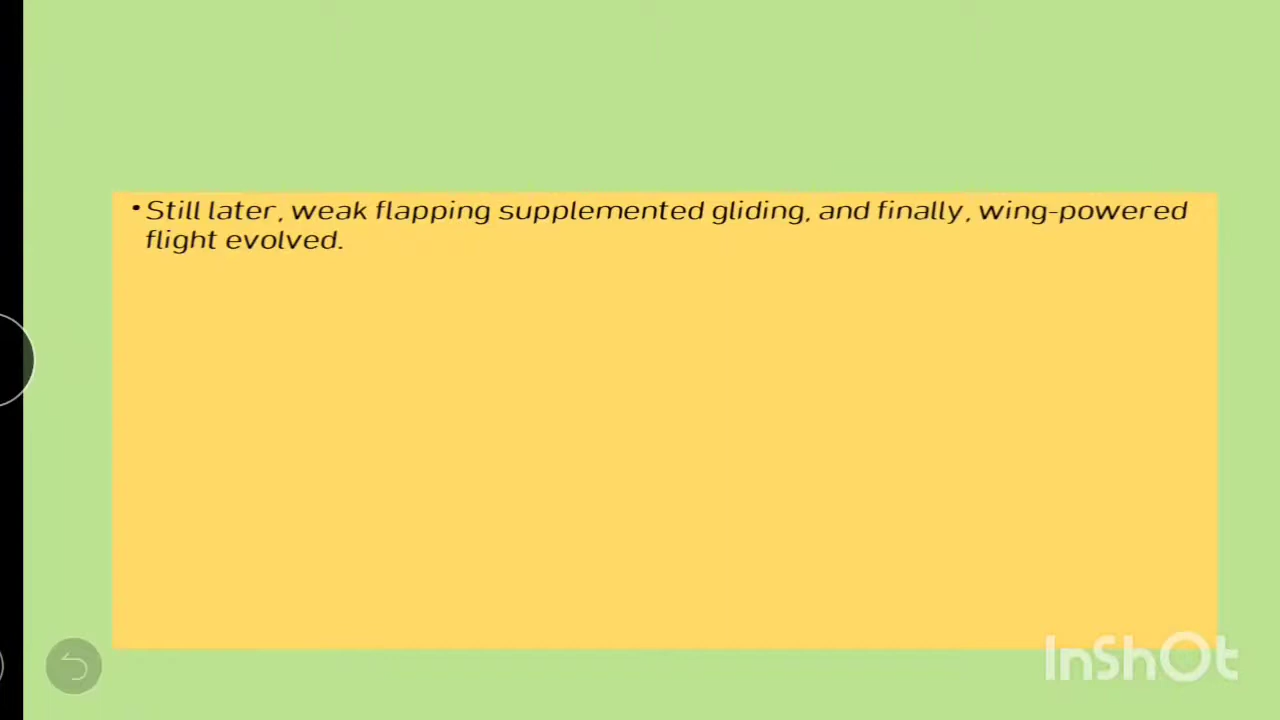 •Still later, weak flapping supplemented gliding, and finally, wing-powered
flight evolved.
InShOt